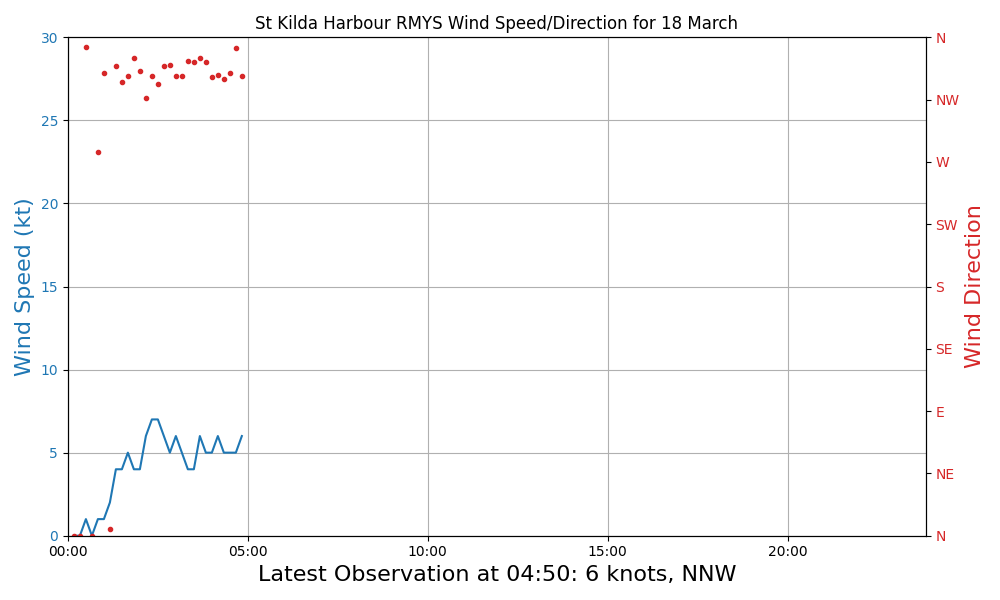 St Kilda Harbour RMYS Wind Speed/Direction for 18 March
30
25
20
15
10
5
0
Wind Speed (kt)
N
NW
W
SW
S
SE
E
NE
N
Wind Direction
00:00
05:00
10:00
15:00
20:00
Latest Observation at 04:50: 6 knots, NNW